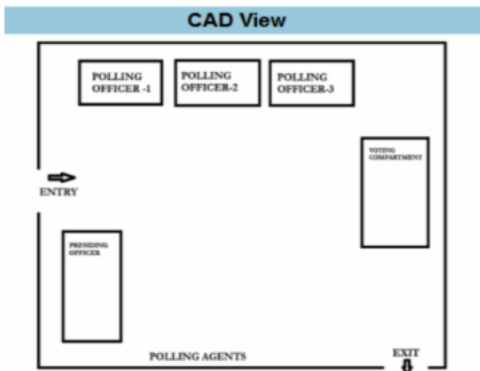 CAD View
POLLING
OFFICER -1
POLLING
OFFICER-2
POLLING
OFFICER-3
VOTING
COMPARTMENT
ENTRY
PRESIDING
OFFICER
POLLING AGENTS
EXIT